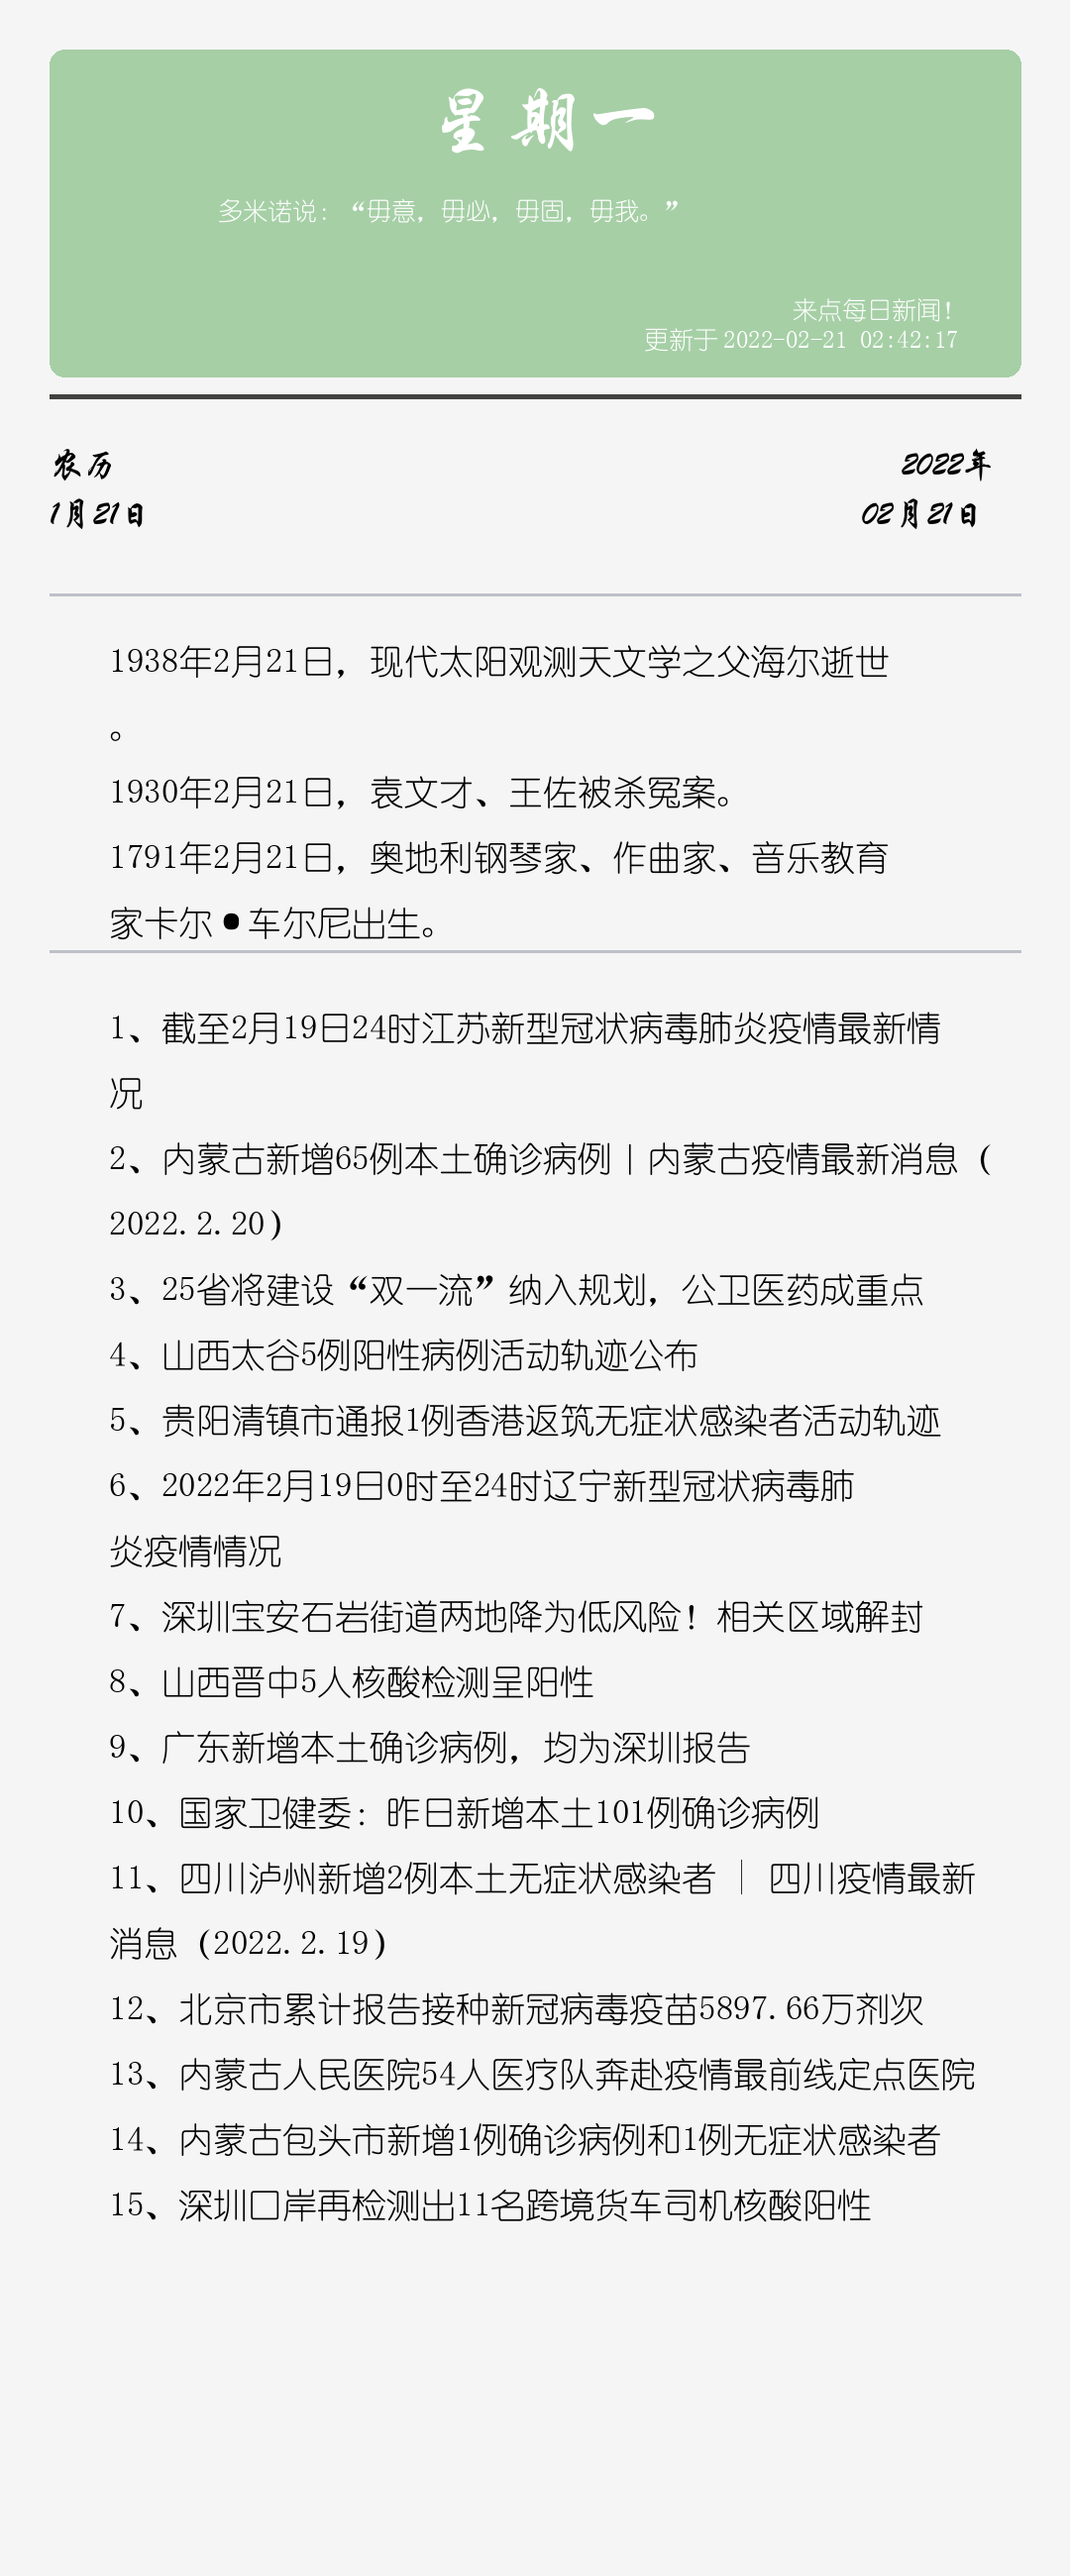 星期一
多米诺说：“毋意，毋必，毋固，毋我。”
来点每日新闻！
更新于 2022-02-21 02:42:17
农历
2022年
1月21日
02月21日
1938年2月21日，现代太阳观测天文学之父海尔逝世
。
1930年2月21日，袁文才、王佐被杀冤案。
1791年2月21日，奥地利钢琴家、作曲家、音乐教育
家卡尔•车尔尼出生。
1、截至2月19日24时江苏新型冠状病毒肺炎疫情最新情
况
2、内蒙古新增65例本土确诊病例丨内蒙古疫情最新消息（
2022.2.20）
3、25省将建设“双一流”纳入规划，公卫医药成重点
4、山西太谷5例阳性病例活动轨迹公布
5、贵阳清镇市通报1例香港返筑无症状感染者活动轨迹
6、2022年2月19日0时至24时辽宁新型冠状病毒肺
炎疫情情况
7、深圳宝安石岩街道两地降为低风险！相关区域解封
8、山西晋中5人核酸检测呈阳性
9、广东新增本土确诊病例，均为深圳报告
10、国家卫健委：昨日新增本土101例确诊病例
11、四川泸州新增2例本土无症状感染者 │ 四川疫情最新
消息（2022.2.19）
12、北京市累计报告接种新冠病毒疫苗5897.66万剂次
13、内蒙古人民医院54人医疗队奔赴疫情最前线定点医院
14、内蒙古包头市新增1例确诊病例和1例无症状感染者
15、深圳口岸再检测出11名跨境货车司机核酸阳性